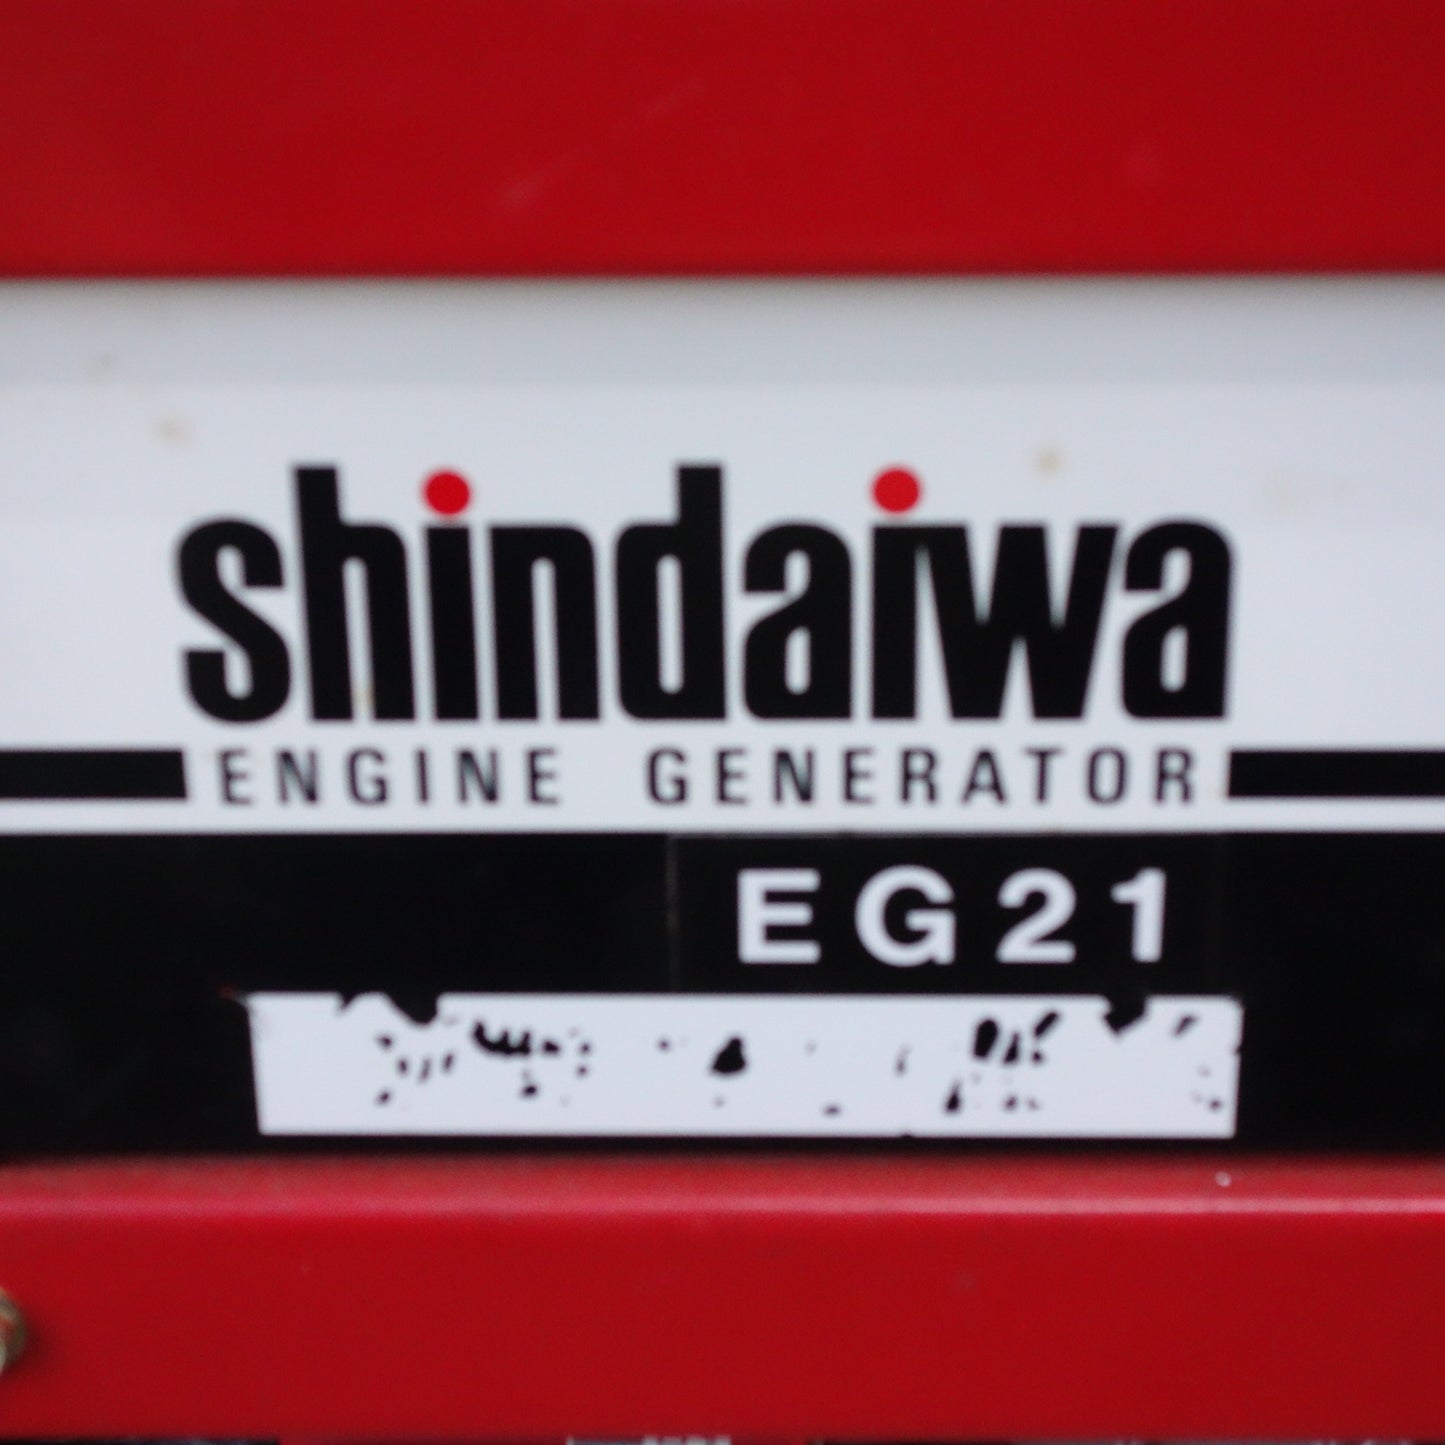 shindaiwa
ENGINE GENERATOR
EG21